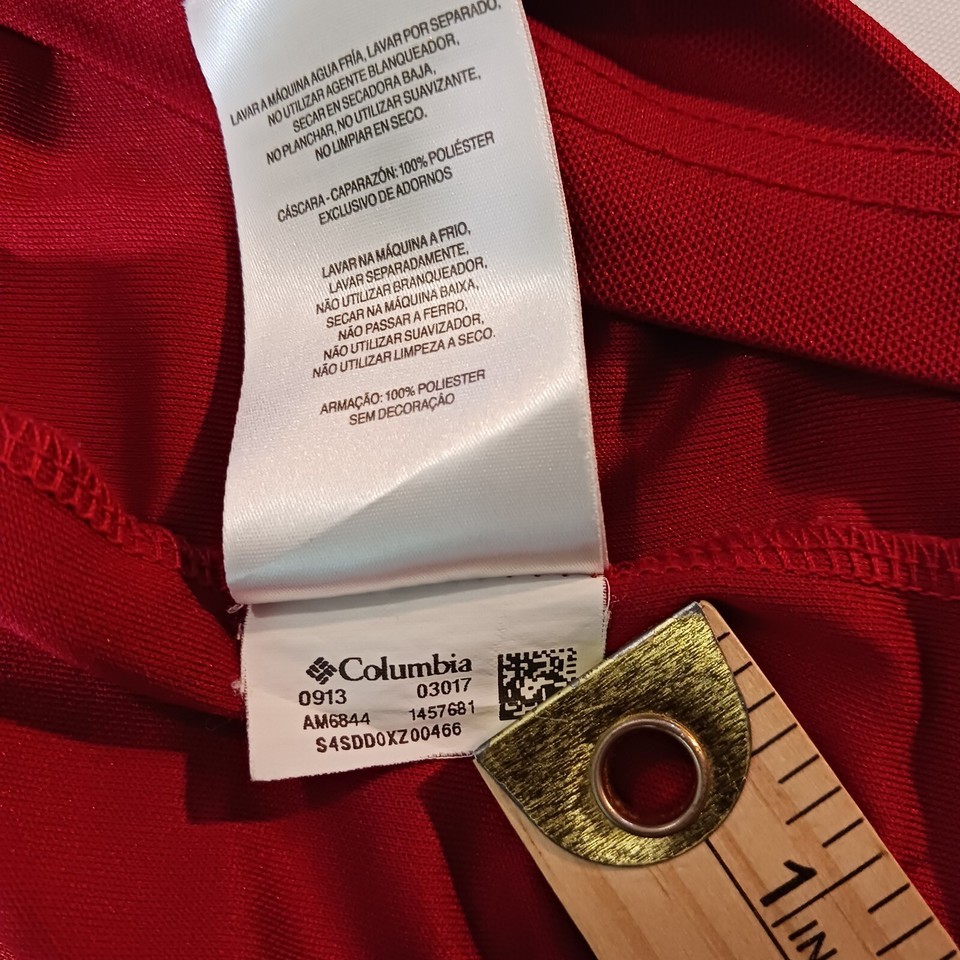 LAVAR A MÁQUINA AGUA FRÍA, LAVAR POR SEPARADO,
NO UTILIZAR AGENTE BLANQUEADOR,
SECAR EN SECADORA BAJA,
NO PLANCHAR, NO UTILIZAR SUAVIZANTE,
NO LIMPIAR EN SECO.
CÁSCARA - CAPARAZÓN: 100% POLIÉSTER
EXCLUSIVO DE ADORNOS
LAVAR NA MÁQUINA A FRIO,
LAVAR SEPARADAMENTE,
NÃO UTILIZAR BRANQUEADOR,
SECAR NA MÁQUINA BAIXA,
NÃO PASSAR A FERRO,
NÃO UTILIZAR SUAVIZADOR,
NÃO UTILIZAR LIMPEZA A SECO.
ARMAÇÃO: 100% POLIESTER
SEM DECORAÇÃO
Columbia
0913 03017
AM6844 1457681
S4SDD0XZ00466
1 IN